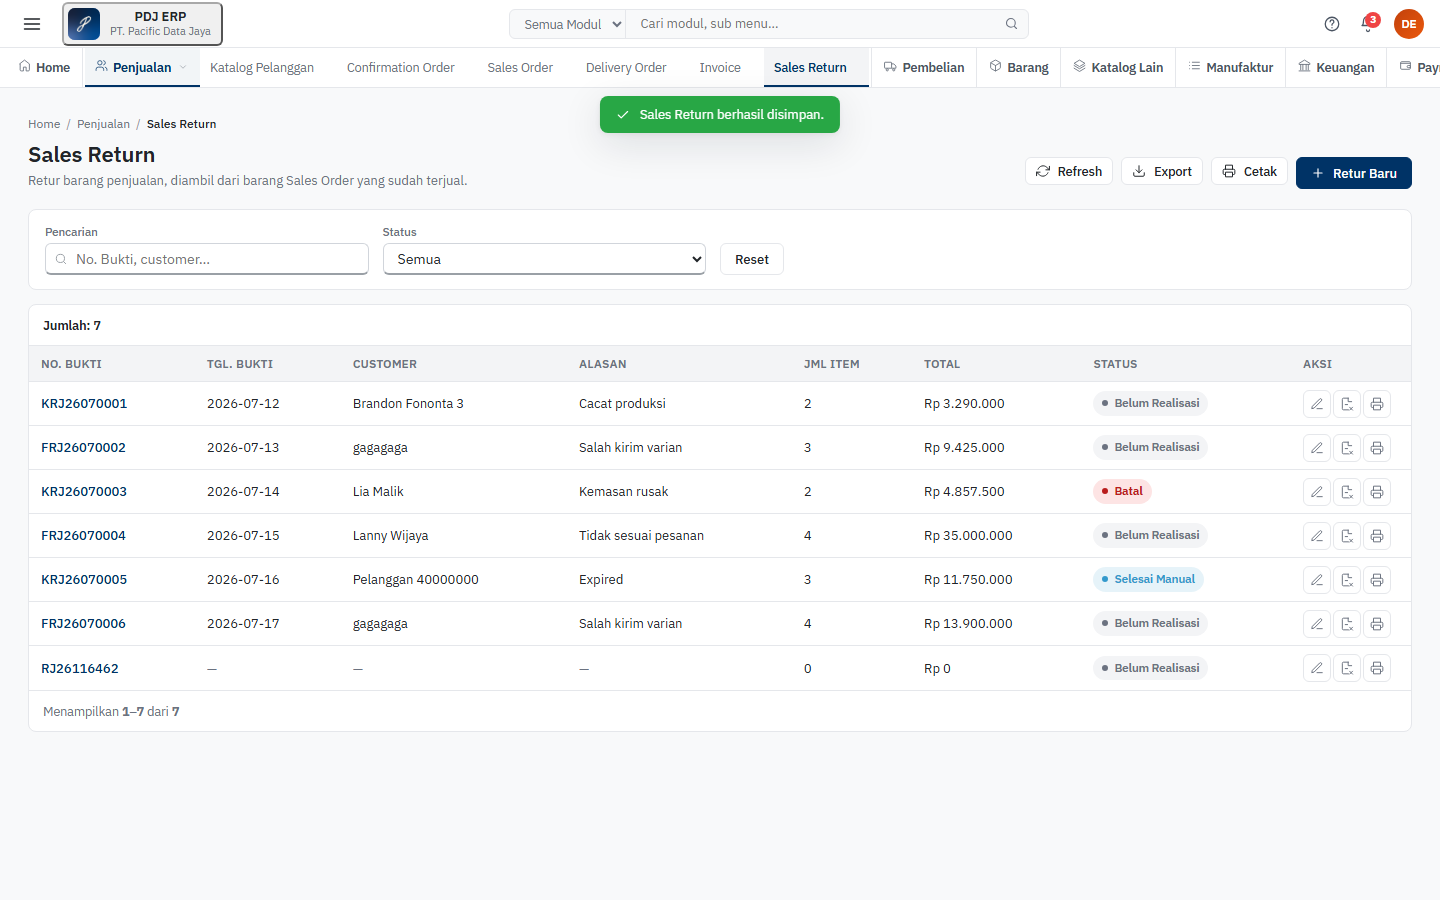 PDJ ERP
PT. Pacific Data Jaya
Semua Modul
Cari modul, sub menu...
3
DE
Home
Penjualan
Katalog Pelanggan
Confirmation Order
Sales Order
Delivery Order
Invoice
Sales Return
Pembelian
Barang
Katalog Lain
Manufaktur
Keuangan
Sales Return berhasil disimpan.
Home / Penjualan / Sales Return
Sales Return
Retur barang penjualan, diambil dari barang Sales Order yang sudah terjual.
Refresh
Export
Cetak
Retur Baru
Pencarian
Status
No. Bukti, customer...
Semua
Reset
Jumlah: 7
NO. BUKTI TGL. BUKTI CUSTOMER ALASAN JML ITEM TOTAL STATUS AKSI
KRJ26070001 2026-07-12 Brandon Fononta 3 Cacat produksi 2 Rp 3.290.000 Belum Realisasi
FRJ26070002 2026-07-13 gagagaga Salah kirim varian 3 Rp 9.425.000 Belum Realisasi
KRJ26070003 2026-07-14 Lia Malik Kemasan rusak 2 Rp 4.857.500 Batal
FRJ26070004 2026-07-15 Lanny Wijaya Tidak sesuai pesanan 4 Rp 35.000.000 Belum Realisasi
KRJ26070005 2026-07-16 Pelanggan 40000000 Expired 3 Rp 11.750.000 Selesai Manual
FRJ26070006 2026-07-17 gagagaga Salah kirim varian 4 Rp 13.900.000 Belum Realisasi
RJ26116462 — — — 0 Rp 0 Belum Realisasi
Menampilkan 1–7 dari 7